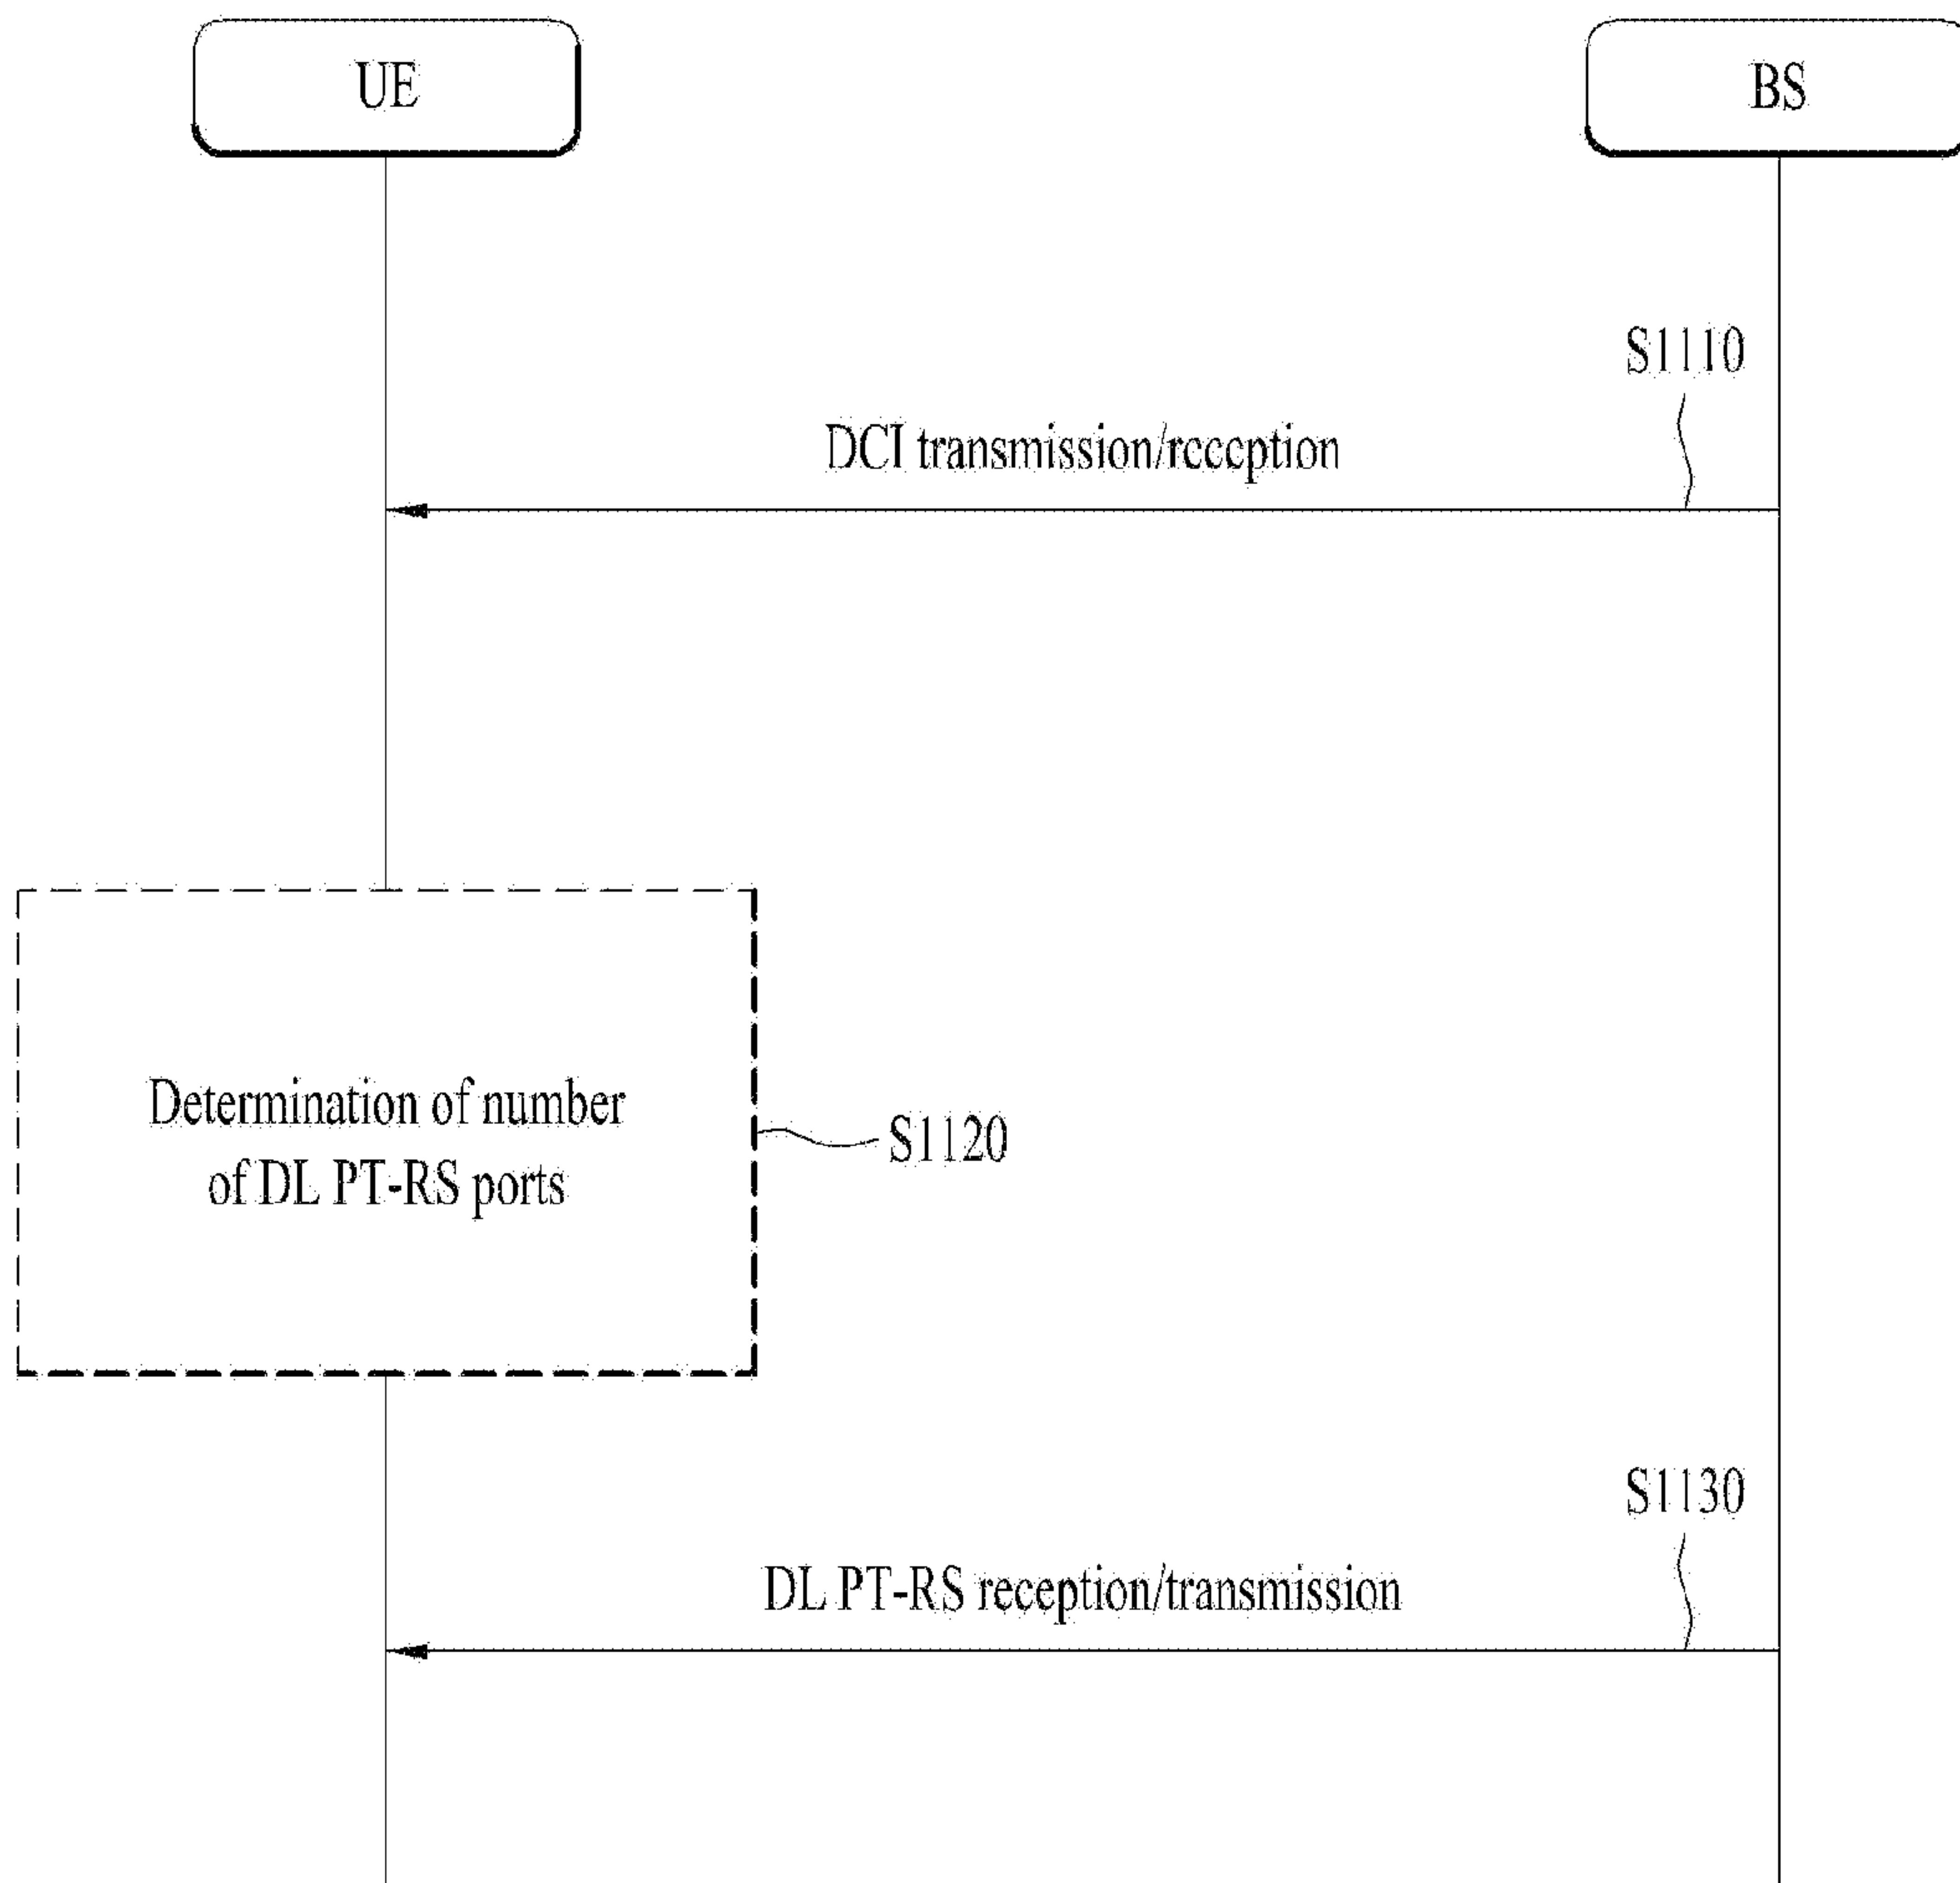 UE
BS
S1110
DCI transmission/reception
Determination of number
of DL PT-RS ports
S1120
S1130
DL PT-RS reception/transmission